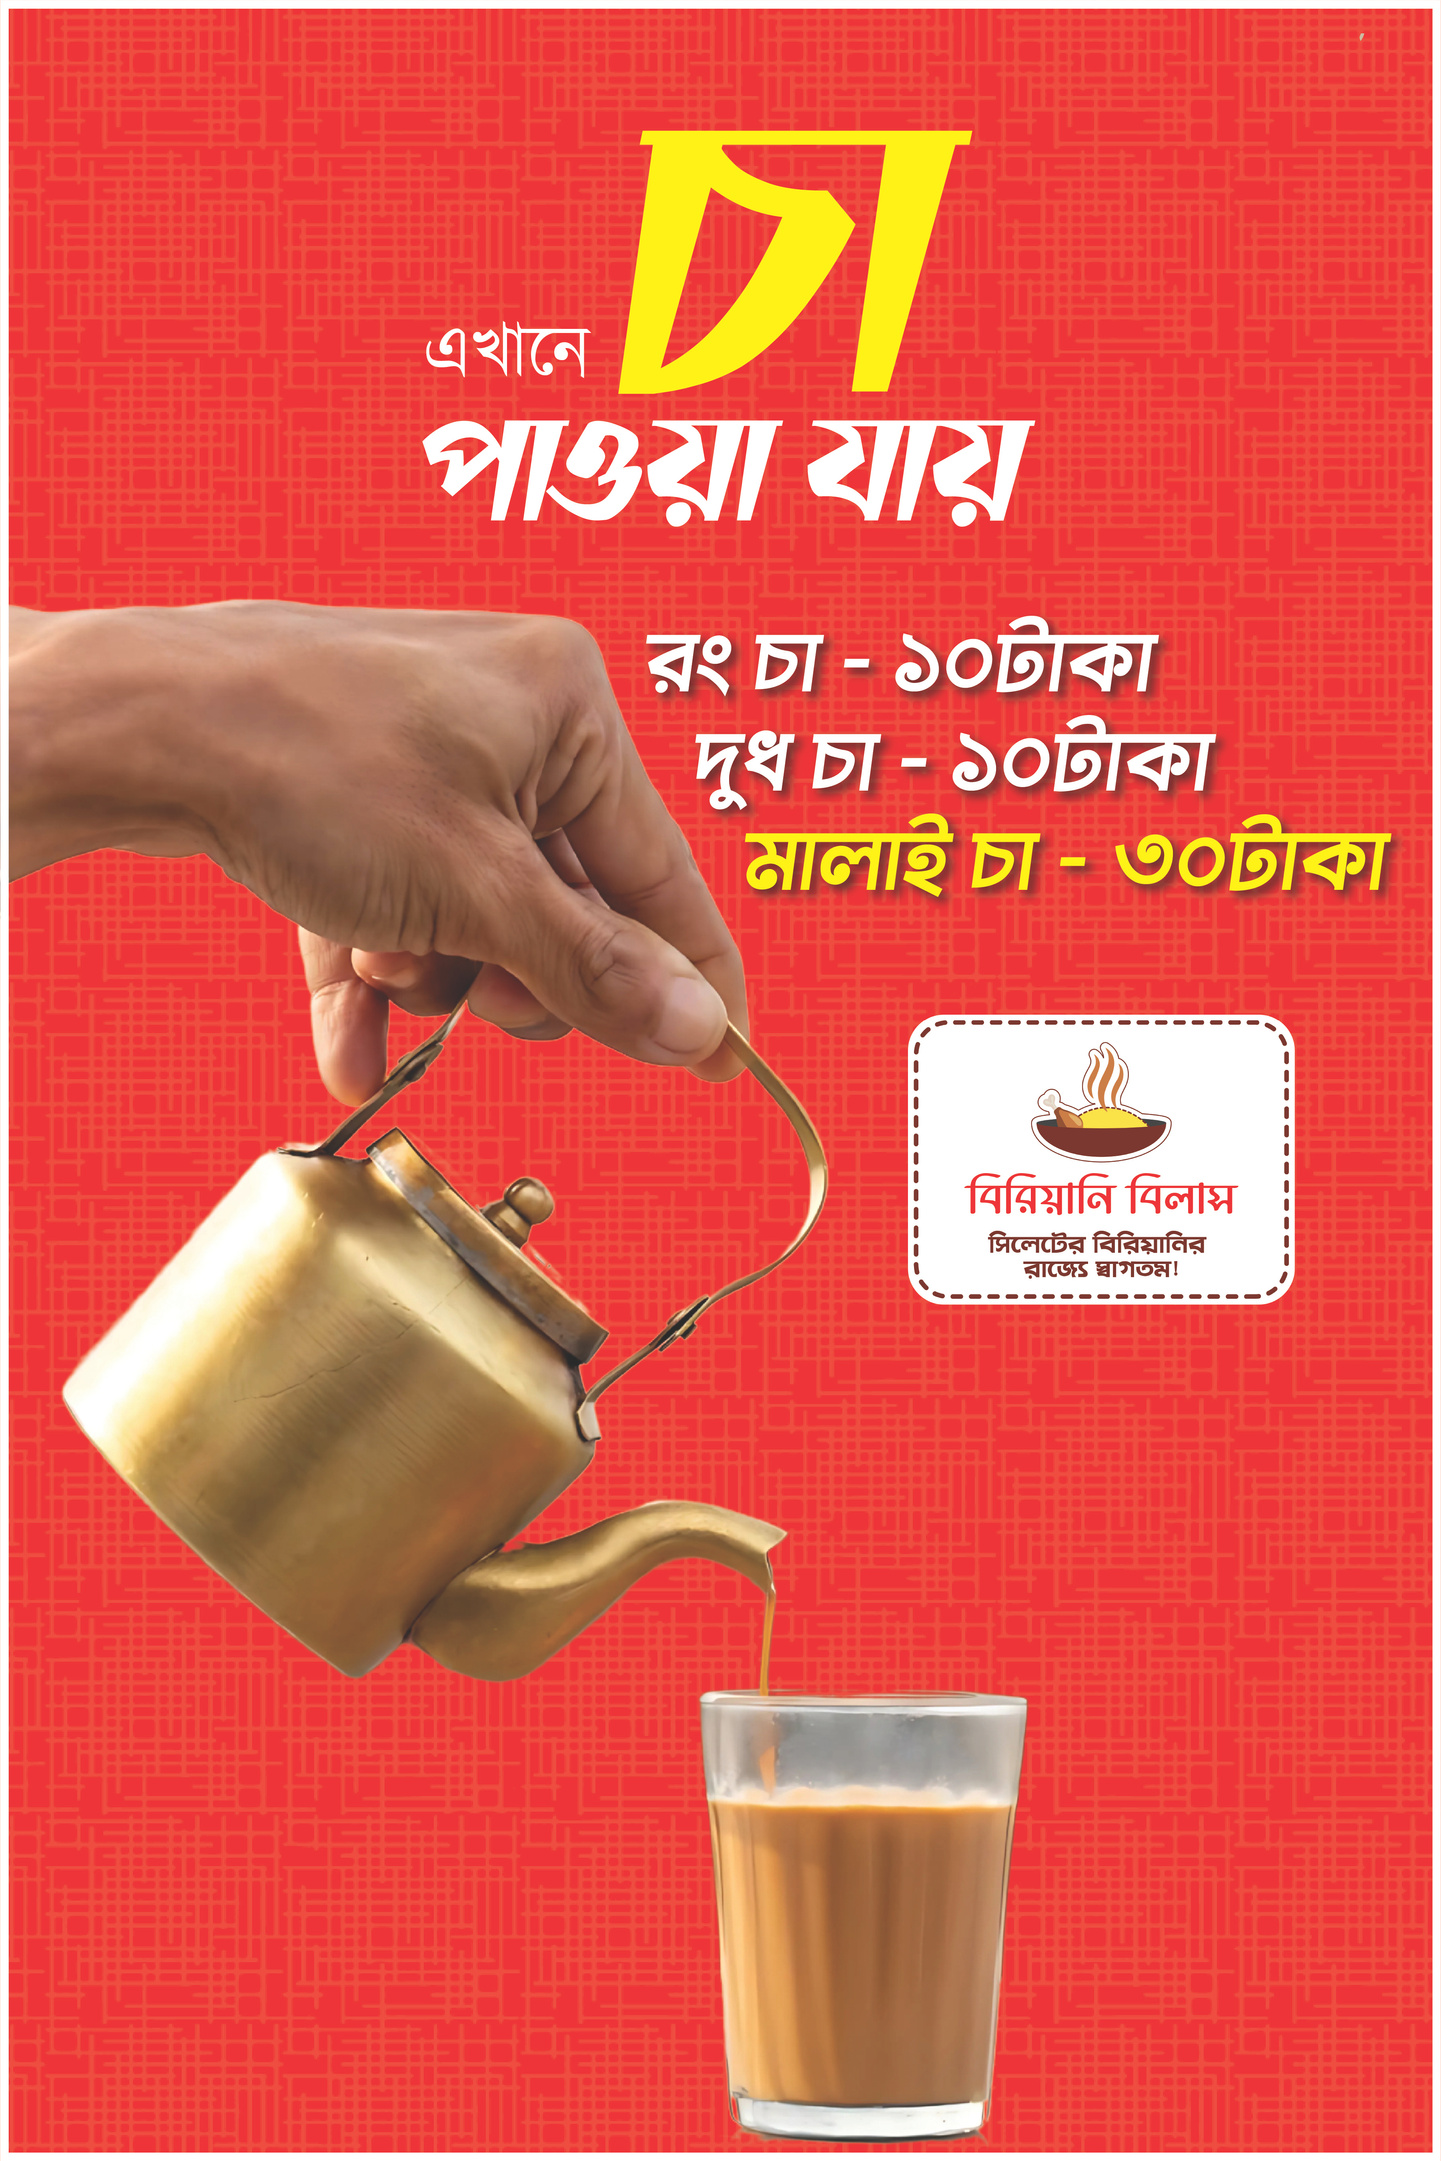 এখানে চা
পাওয়া যায়
রং চা - ১০টাকা
দুধ চা - ১০টাকা
মালাই চা - ৩০টাকা
বিরিয়ানি বিলাস
সিলেটের বিরিয়ানির
রাজ্যে স্বাগতম!